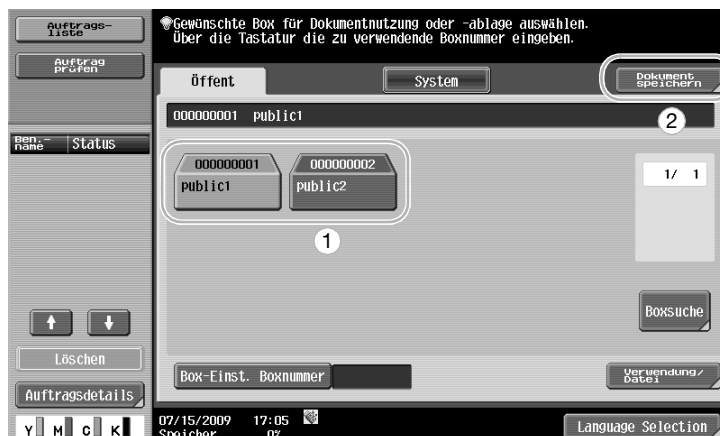 Auftrags-
liste
Auftrag
prüfen
Ben.-
name
Status
Löschen
Auftragsdetails
Y M C K
Gewünschte Box für Dokumentnutzung oder -ablage auswählen.
Über die Tastatur die zu verwendende Boxnummer eingeben.
Öffent
System
Dokument
speichern
2
000000001 public1
000000001
public1
000000002
public2
1
1/ 1
Boxsuche
Box-Einst. Boxnummer
Verwendung/
Datei
07/15/2009 17:05
Speicher 0%
Language Selection